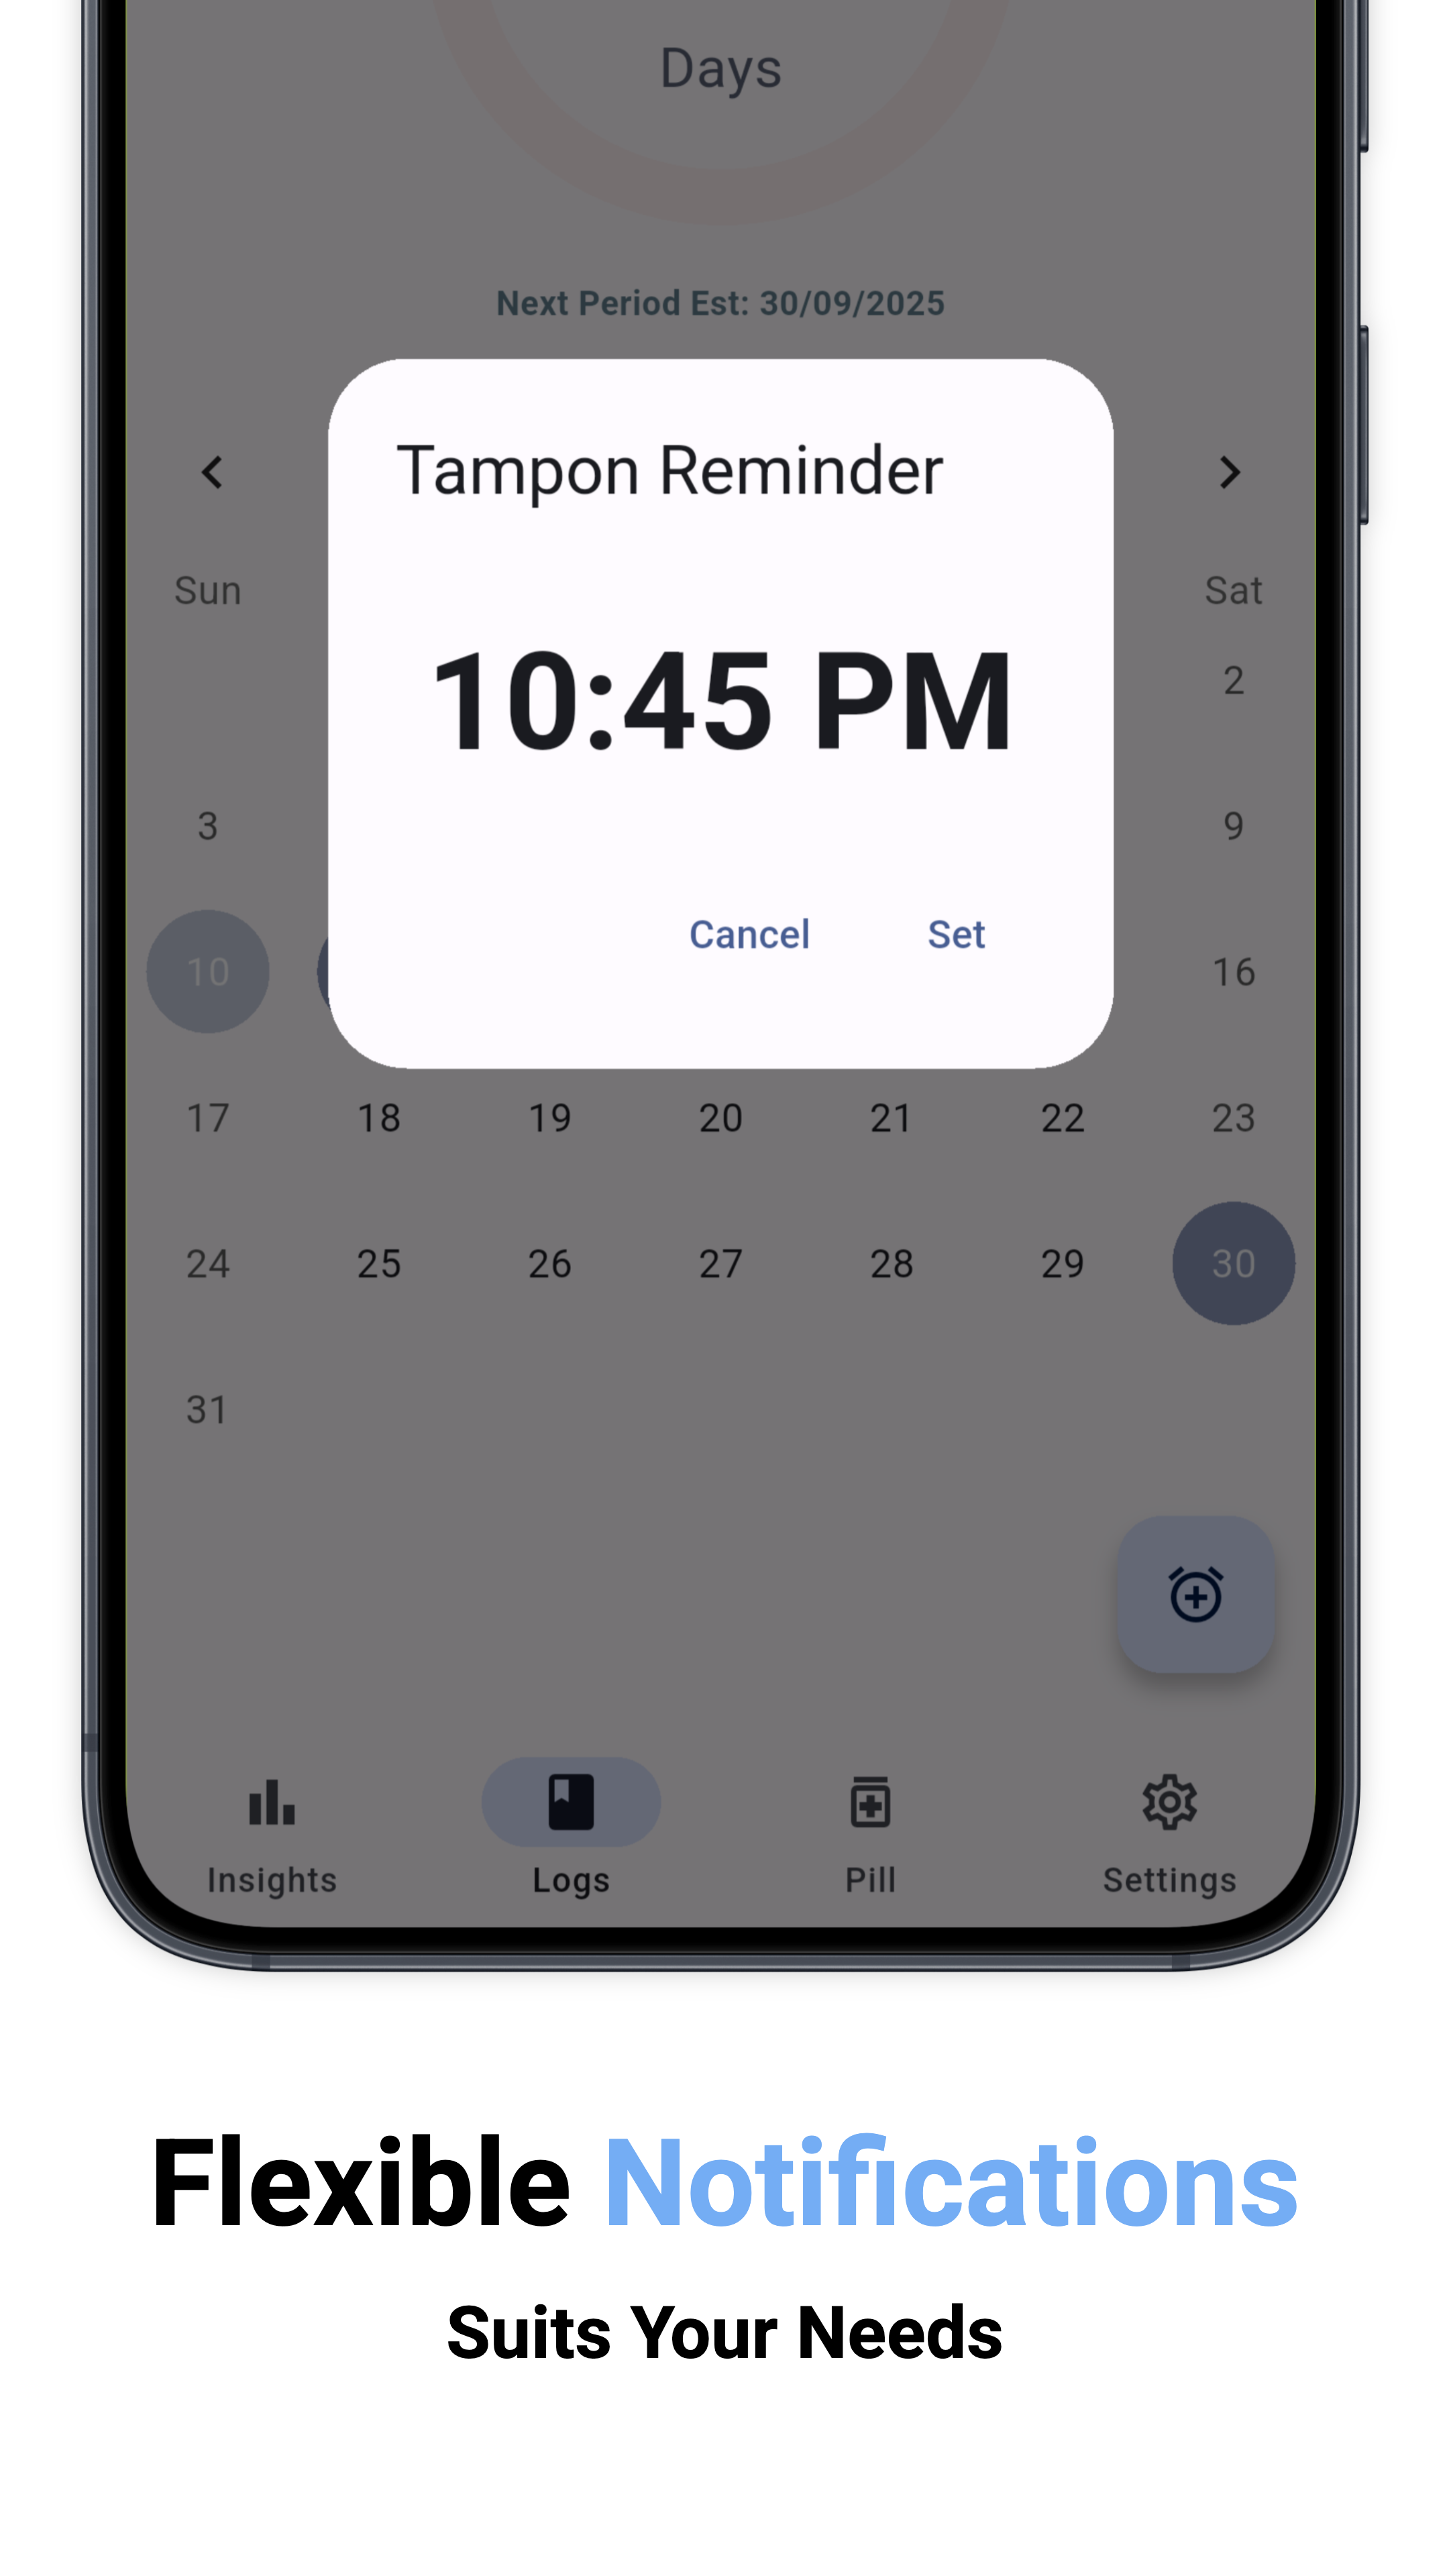 Days
Next Period Est: 30/09/2025
Tampon Reminder
Sun Sat
10:45 PM
2
3 9
Cancel Set
10 16
17 18 19 20 21 22 23
24 25 26 27 28 29 30
31
Insights Logs Pill Settings
Flexible Notifications
Suits Your Needs